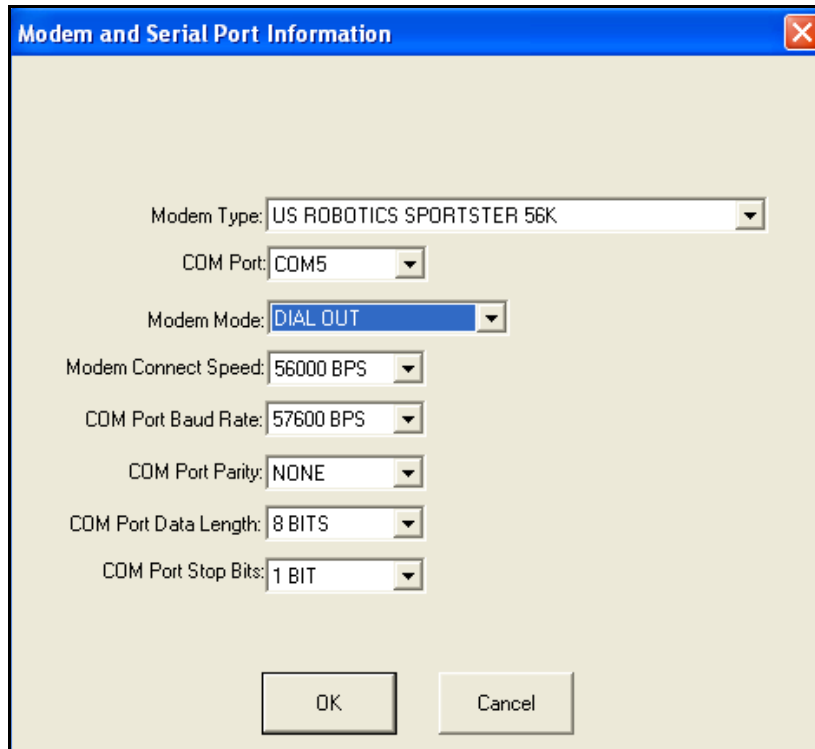 Modem and Serial Port Information
Modem Type: US ROBOTICS SPORTSTER 56K
COM Port: COM5
Modem Mode: DIAL OUT
Modem Connect Speed: 56000 BPS
COM Port Baud Rate: 57600 BPS
COM Port Parity: NONE
COM Port Data Length: 8 BITS
COM Port Stop Bits: 1 BIT
OK Cancel